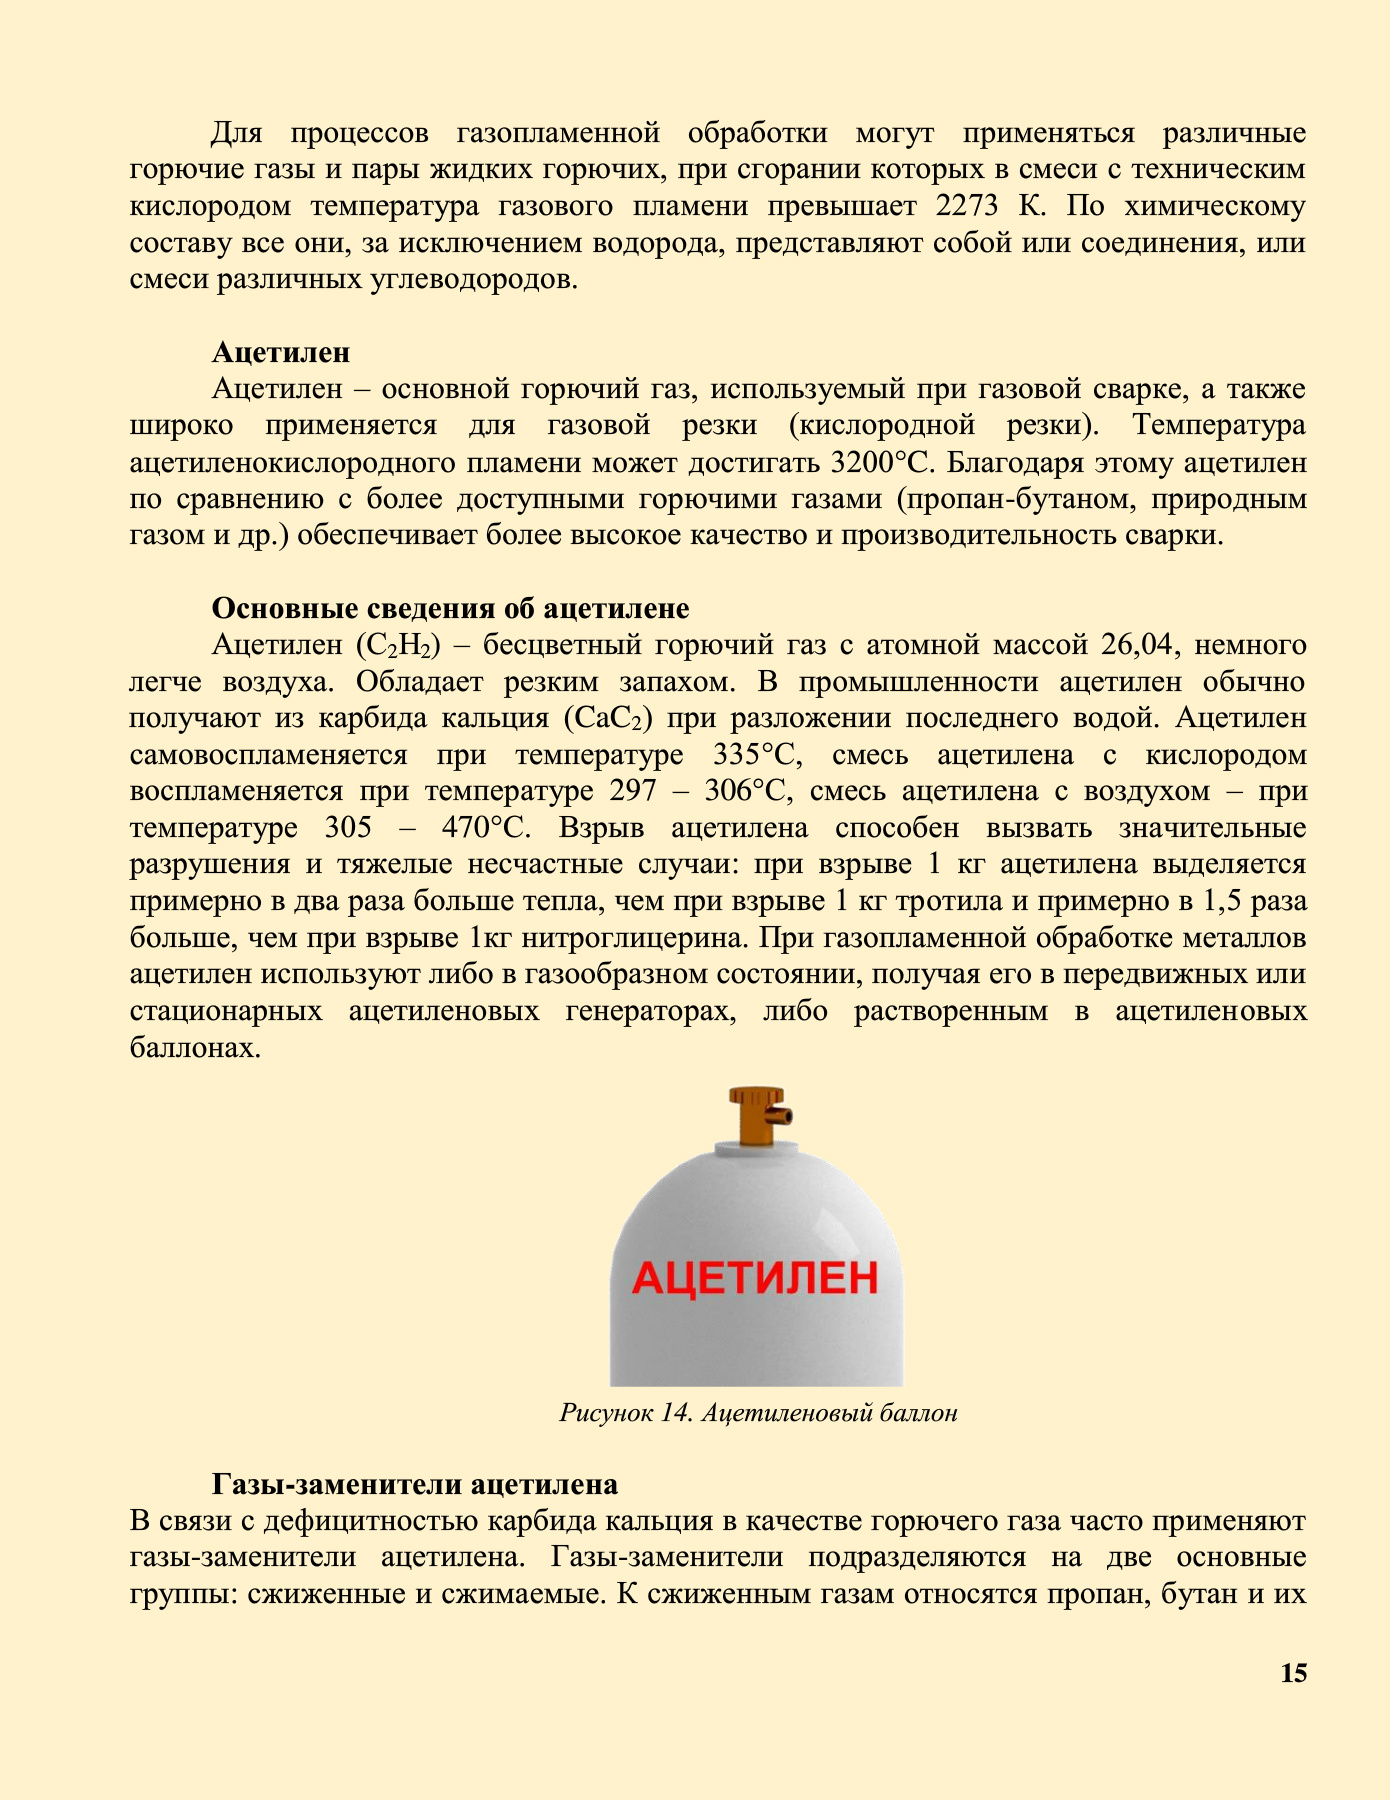 Для процессов газопламенной обработки могут применяться различные
горючие газы и пары жидких горючих, при сгорании которых в смеси с техническим
кислородом температура газового пламени превышает 2273 К. По химическому
составу все они, за исключением водорода, представляют собой или соединения, или
смеси различных углеводородов.
Ацетилен
Ацетилен – основной горючий газ, используемый при газовой сварке, а также
широко применяется для газовой резки (кислородной резки). Температура
ацетиленокислородного пламени может достигать 3200°С. Благодаря этому ацетилен
по сравнению с более доступными горючими газами (пропан-бутаном, природным
газом и др.) обеспечивает более высокое качество и производительность сварки.
Основные сведения об ацетилене
Ацетилен (C₂H₂) – бесцветный горючий газ с атомной массой 26,04, немного
легче воздуха. Обладает резким запахом. В промышленности ацетилен обычно
получают из карбида кальция (CaC₂) при разложении последнего водой. Ацетилен
самовоспламеняется при температуре 335°С, смесь ацетилена с кислородом
воспламеняется при температуре 297 – 306°С, смесь ацетилена с воздухом – при
температуре 305 – 470°С. Взрыв ацетилена способен вызвать значительные
разрушения и тяжелые несчастные случаи: при взрыве 1 кг ацетилена выделяется
примерно в два раза больше тепла, чем при взрыве 1 кг тротила и примерно в 1,5 раза
больше, чем при взрыве 1кг нитроглицерина. При газопламенной обработке металлов
ацетилен используют либо в газообразном состоянии, получая его в передвижных или
стационарных ацетиленовых генераторах, либо растворенным в ацетиленовых
баллонах.
АЦЕТИЛЕН
Рисунок 14. Ацетиленовый баллон
Газы-заменители ацетилена
В связи с дефицитностью карбида кальция в качестве горючего газа часто применяют
газы-заменители ацетилена. Газы-заменители подразделяются на две основные
группы: сжиженные и сжимаемые. К сжиженным газам относятся пропан, бутан и их
15